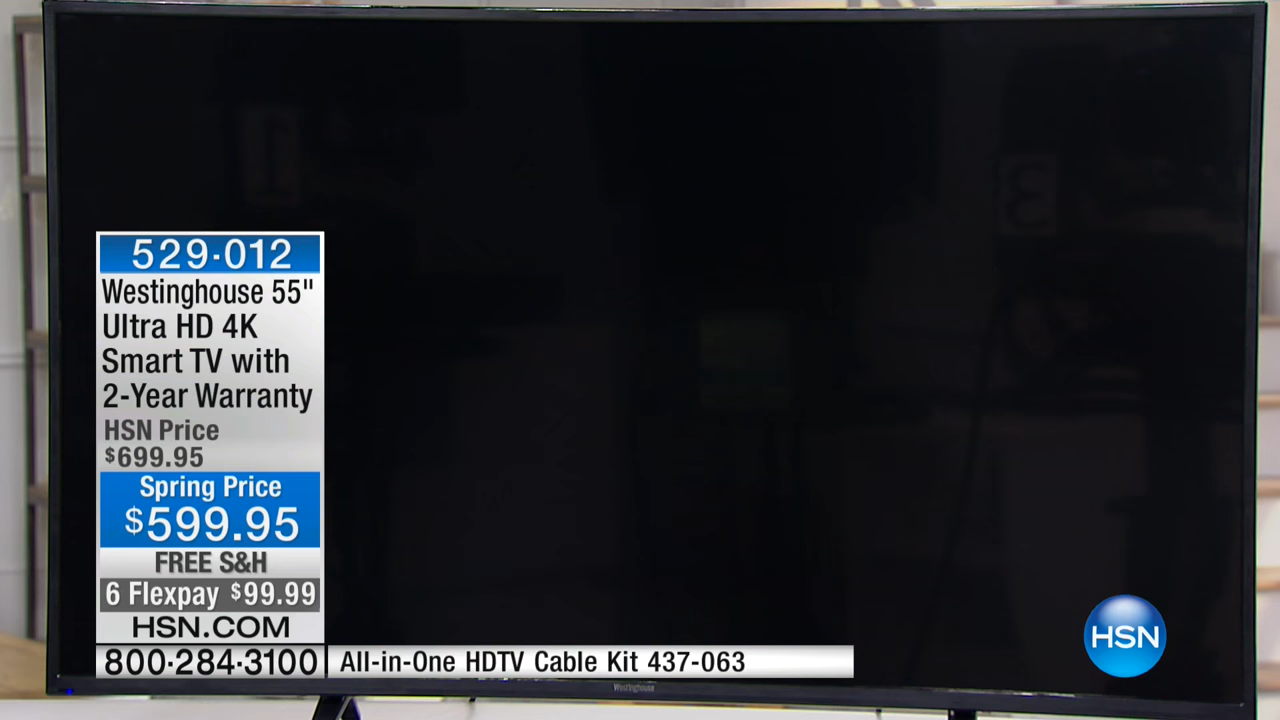 529·012
Westinghouse 55"
Ultra HD 4K
Smart TV with
2-Year Warranty
HSN Price
$699.95
Spring Price
$599.95
FREE S&H
6 Flexpay $99.99
HSN.COM
800·284·3100
All-in-One HDTV Cable Kit 437-063
HSN
Westinghouse